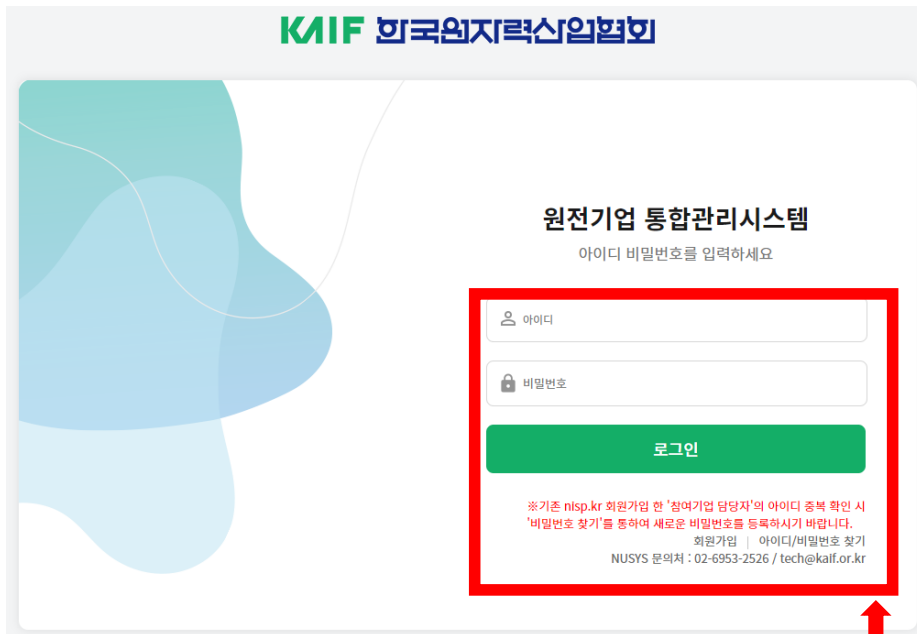 KAIF 한국원자력산업협회
원전기업 통합관리시스템
아이디 비밀번호를 입력하세요
아이디
비밀번호
로그인
※기존 nisp.kr 회원가입 한 '참여기업 담당자'의 아이디 중복 확인 시
'비밀번호 찾기'를 통하여 새로운 비밀번호를 등록하시기 바랍니다.
회원가입 | 아이디/비밀번호 찾기
NUSYS 문의처 : 02-6953-2526 / tech@kaif.or.kr